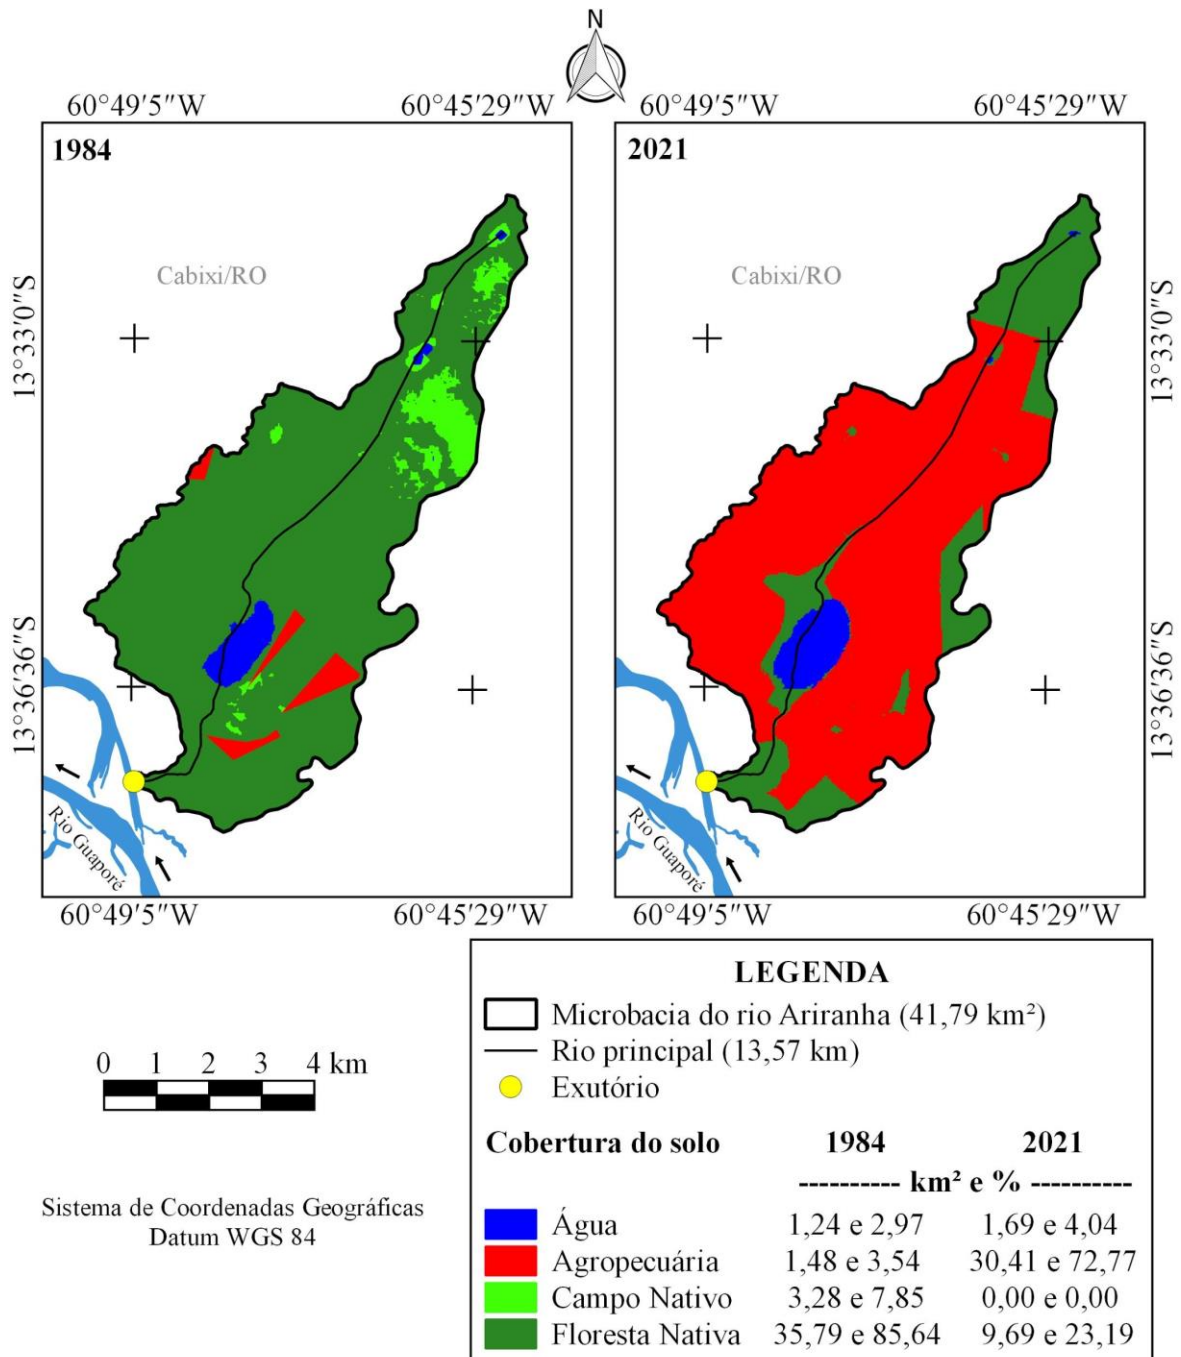 N
60°49'5"W 60°45'29"W 60°49'5"W 60°45'29"W
1984 2021
Cabixi/RO Cabixi/RO
13°33'0"S 13°33'0"S
13°36'36"S 13°36'36"S
Rio Guaporé Rio Guaporé
60°49'5"W 60°45'29"W 60°49'5"W 60°45'29"W
LEGENDA
Microbacia do rio Ariranha (41,79 km²)
Rio principal (13,57 km)
Exutório
0 1 2 3 4 km
Cobertura do solo 1984 2021
---------- km² e % ----------
Sistema de Coordenadas Geográficas
Datum WGS 84
Água 1,24 e 2,97 1,69 e 4,04
Agropecuária 1,48 e 3,54 30,41 e 72,77
Campo Nativo 3,28 e 7,85 0,00 e 0,00
Floresta Nativa 35,79 e 85,64 9,69 e 23,19